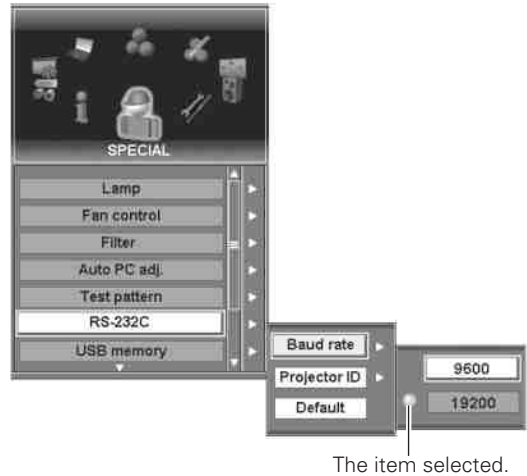 SPECIAL
Lamp
Fan control
Filter
Auto PC adj.
Test pattern
RS-232C
USB memory
Baud rate
Projector ID
Default
9600
19200
The item selected.